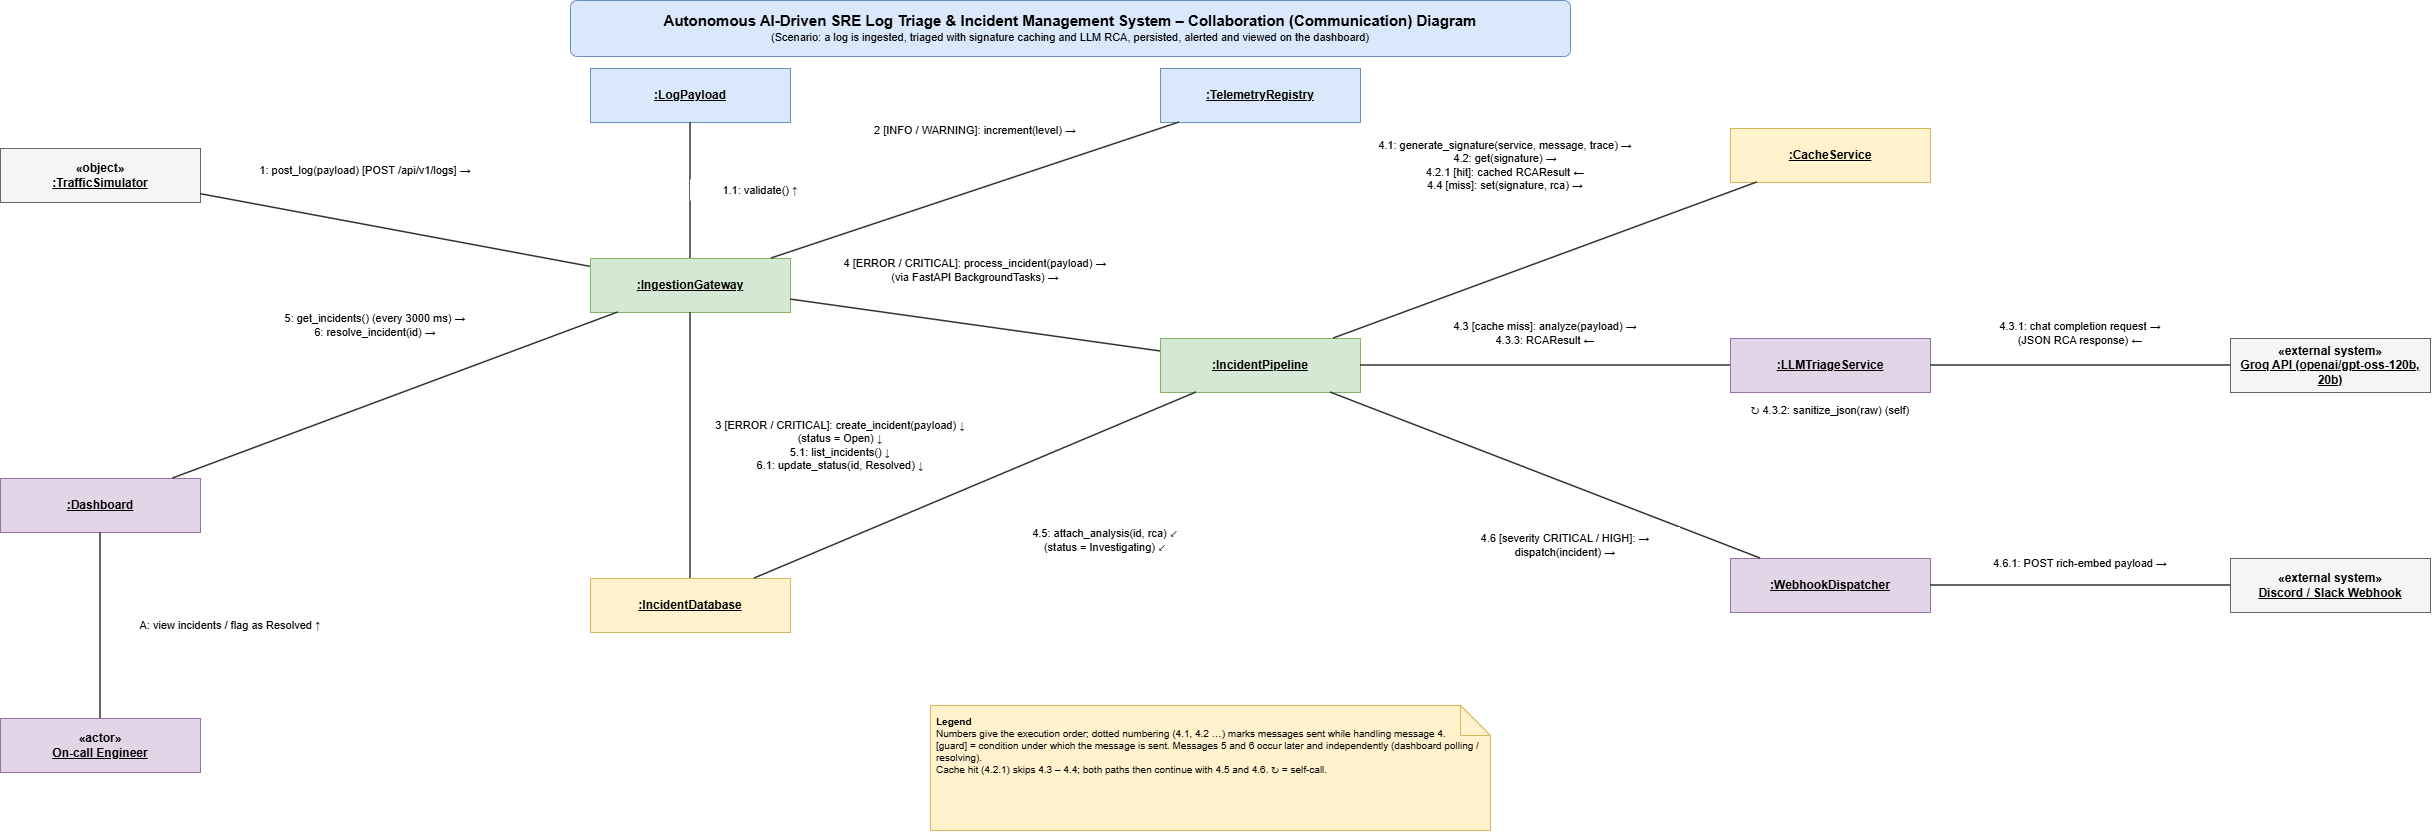 Autonomous AI-Driven SRE Log Triage & Incident Management System – Collaboration (Communication) Diagram
(Scenario: a log is ingested, triaged with signature caching and LLM RCA, persisted, alerted and viewed on the dashboard)
:LogPayload
:TelemetryRegistry
2 [INFO / WARNING]: increment(level) →
4.1: generate_signature(service, message, trace) →
4.2: get(signature) →
4.2.1 [hit]: cached RCAResult ←
4.4 [miss]: set(signature, rca) →
:CacheService
«object»
:TrafficSimulator
1: post_log(payload) [POST /api/v1/logs] →
1.1: validate() ↑
:IngestionGateway
4 [ERROR / CRITICAL]: process_incident(payload) →
(via FastAPI BackgroundTasks) →
5: get_incidents() (every 3000 ms) →
6: resolve_incident(id) →
:IncidentPipeline
4.3 [cache miss]: analyze(payload) →
4.3.3: RCAResult ←
:LLMTriageService
4.3.1: chat completion request →
(JSON RCA response) ←
«external system»
Groq API (openai/gpt-oss-120b,
20b)
↻ 4.3.2: sanitize_json(raw) (self)
3 [ERROR / CRITICAL]: create_incident(payload) ↓
(status = Open) ↓
5.1: list_incidents() ↓
6.1: update_status(id, Resolved) ↓
:Dashboard
4.5: attach_analysis(id, rca) ↙
(status = Investigating) ↙
4.6 [severity CRITICAL / HIGH]: →
dispatch(incident) →
:IncidentDatabase
:WebhookDispatcher
4.6.1: POST rich-embed payload →
«external system»
Discord / Slack Webhook
A: view incidents / flag as Resolved ↑
«actor»
On-call Engineer
Legend
Numbers give the execution order; dotted numbering (4.1, 4.2 …) marks messages sent while handling message 4.
[guard] = condition under which the message is sent. Messages 5 and 6 occur later and independently (dashboard polling /
resolving).
Cache hit (4.2.1) skips 4.3 – 4.4; both paths then continue with 4.5 and 4.6. ↻ = self-call.